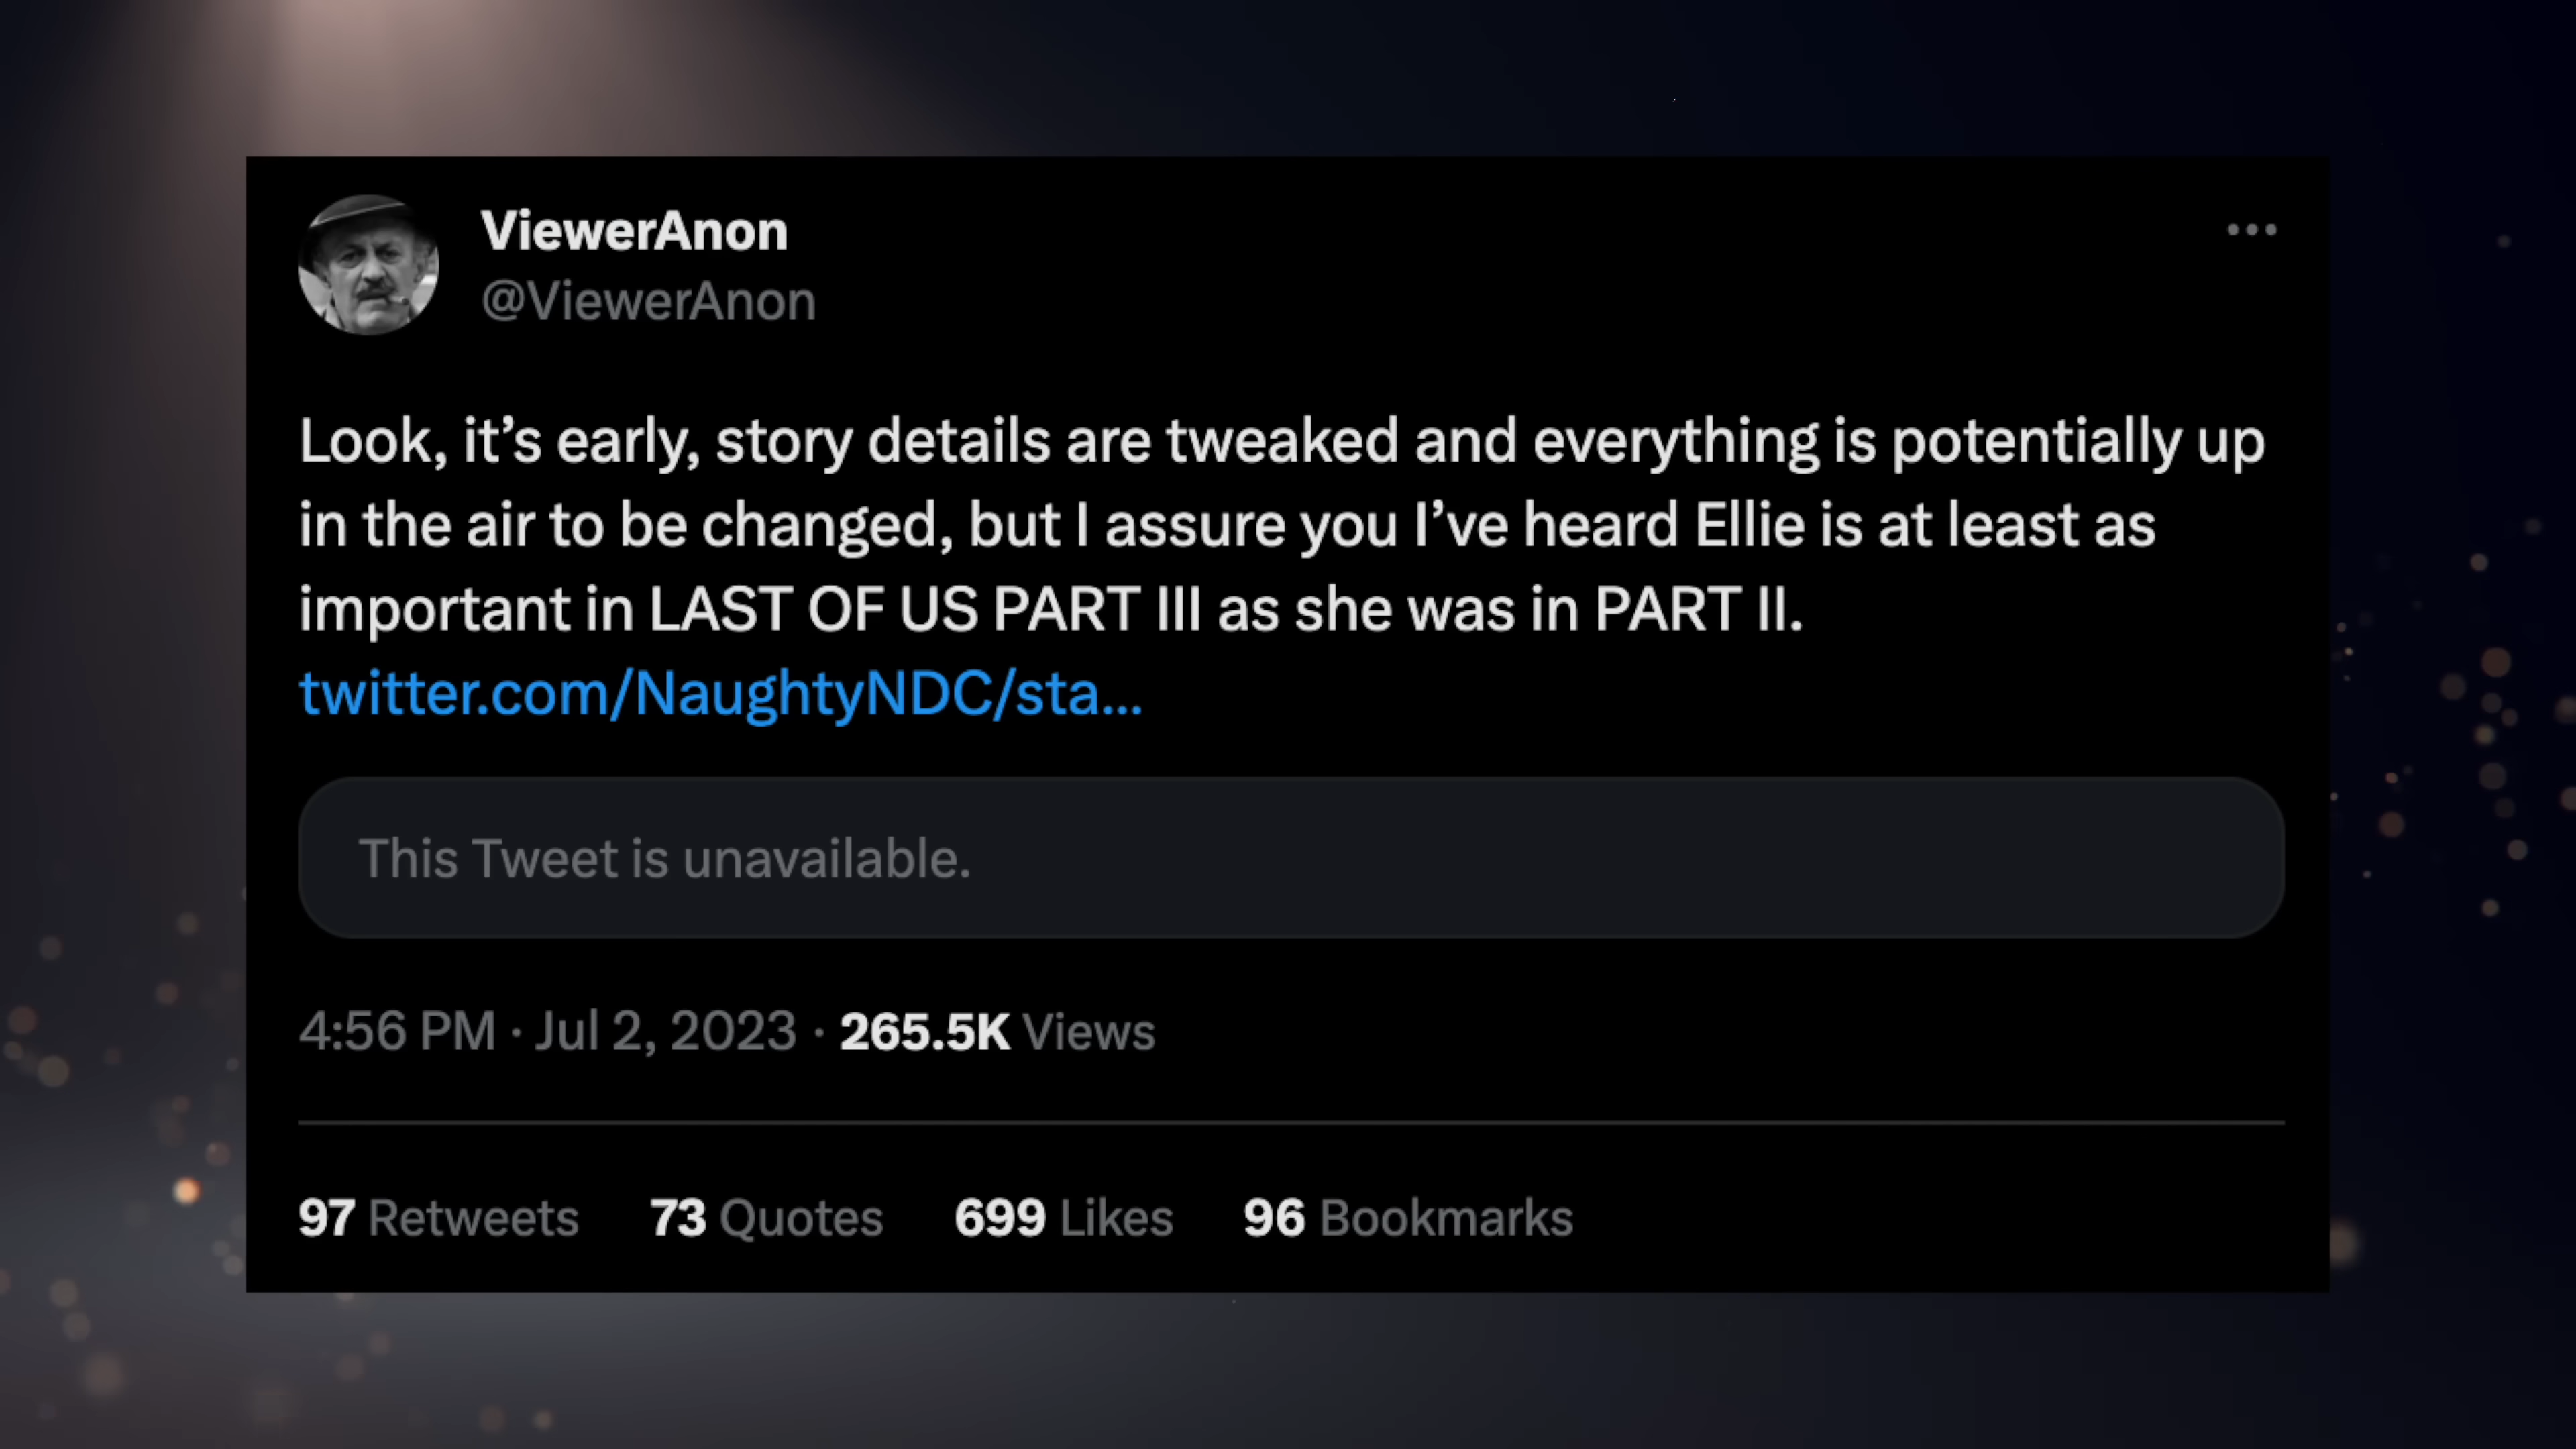 ViewerAnon
@ViewerAnon
Look, it’s early, story details are tweaked and everything is potentially up
in the air to be changed, but I assure you I’ve heard Ellie is at least as
important in LAST OF US PART III as she was in PART II.
twitter.com/NaughtyNDC/sta...
This Tweet is unavailable.
4:56 PM · Jul 2, 2023 · 265.5K Views
97 Retweets 73 Quotes 699 Likes 96 Bookmarks